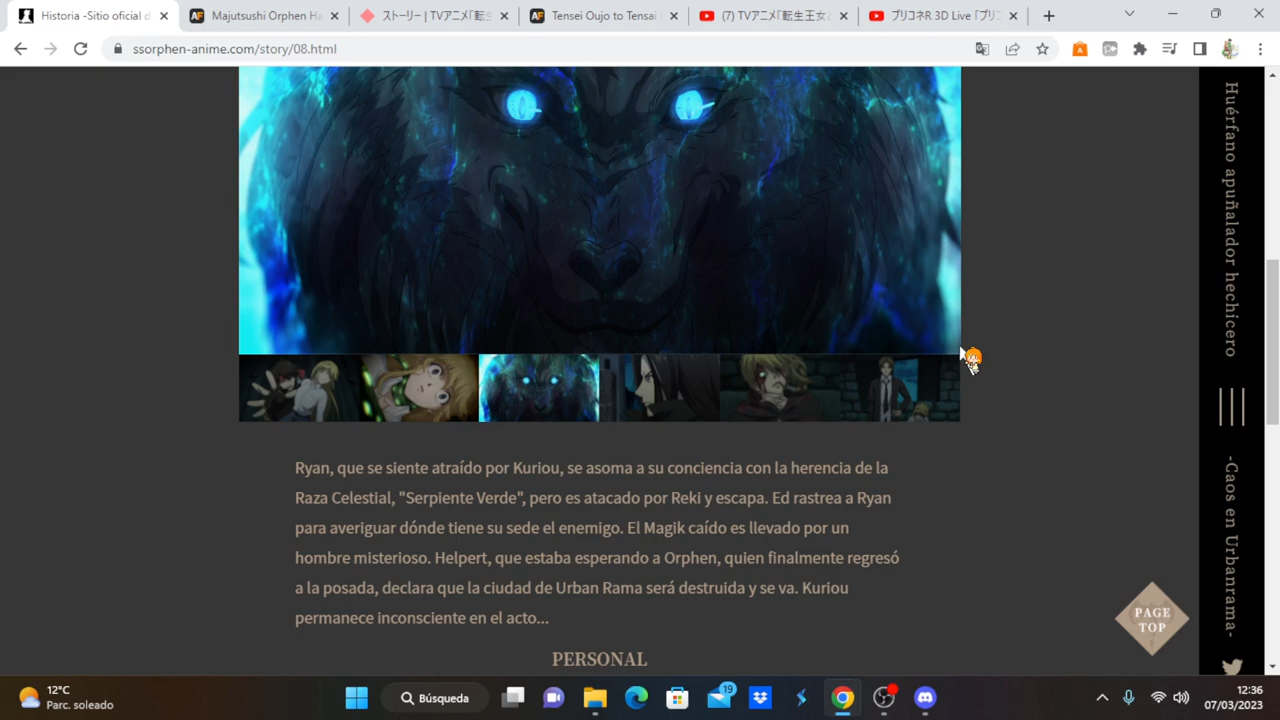 Historia -Sitio oficial d
Majutsushi Orphen Ha
ストーリー | TVアニメ「転生
Tensei Oujo to Tensai
(7) TVアニメ「転生王女と
プリコネR 3D Live「プリコ
ssorphen-anime.com/story/08.html
Huérfano apuñalador hechicero
-Caos en Urbanrama-
Ryan, que se siente atraído por Kuriou, se asoma a su conciencia con la herencia de la
Raza Celestial, "Serpiente Verde", pero es atacado por Reki y escapa. Ed rastrea a Ryan
para averiguar dónde tiene su sede el enemigo. El Magik caído es llevado por un
hombre misterioso. Helpert, que estaba esperando a Orphen, quien finalmente regresó
a la posada, declara que la ciudad de Urban Rama será destruida y se va. Kuriou
permanece inconsciente en el acto...
PERSONAL
PAGE
TOP
12°C
Parc. soleado
Búsqueda
19
12:36
07/03/2023